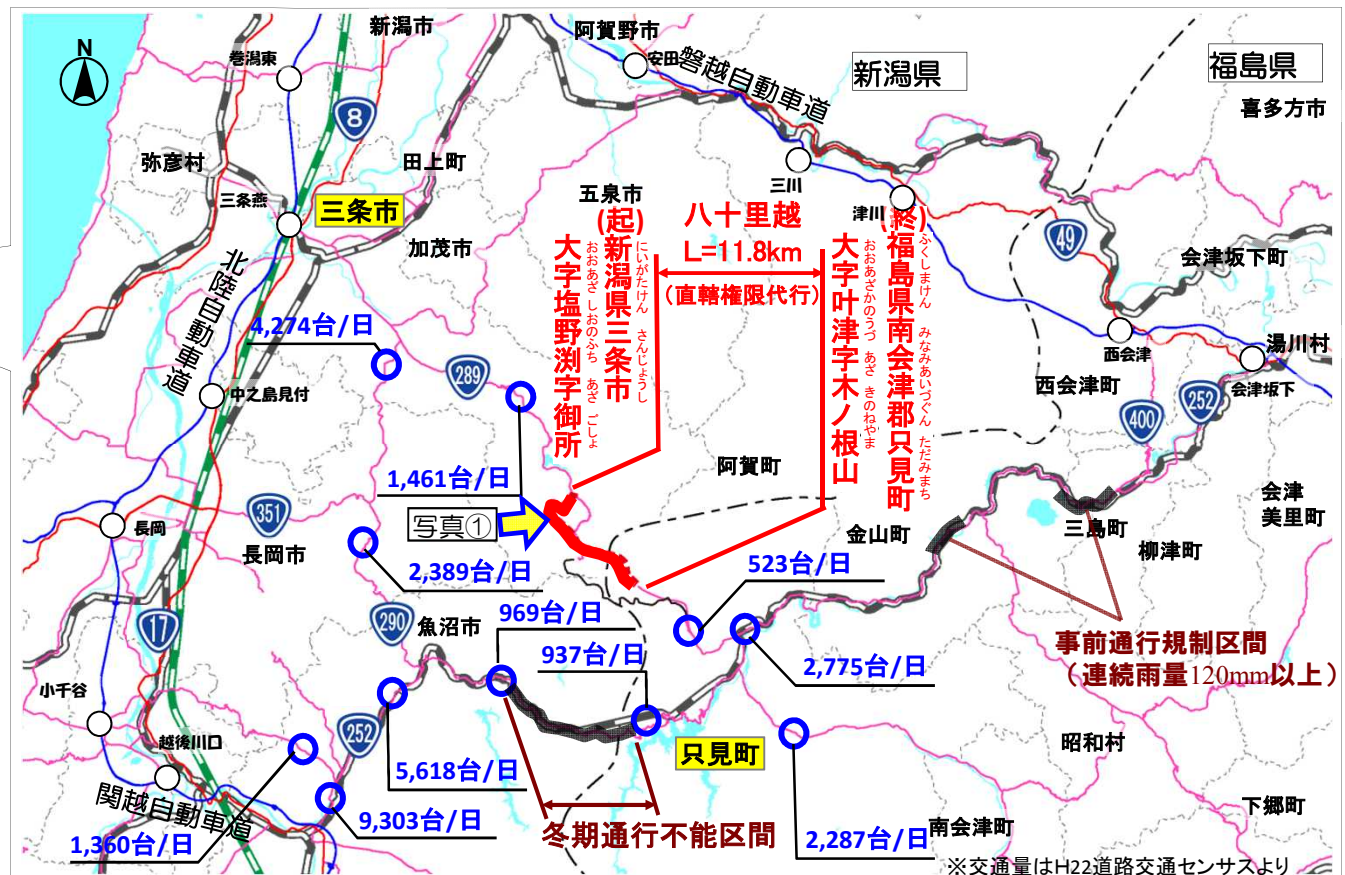 新潟市
阿賀野市
巻潟東
安田
磐越自動車道
新潟県
福島県
喜多方市
N
8
弥彦村
田上町
三川
三条燕
三条市
五泉市
津川
加茂市
49
会津坂下町
八十里越
L=11.8km
(直轄権限代行)
(起)
新潟県三条市
にいがたけん さんじょうし
大字塩野渕字御所
おおあざ しおのふち あざ ごしょ
(終)
福島県南会津郡只見町
ふくしまけん みなみあいづぐん ただみまち
大字叶津字木ノ根山
おおあざかのうづ あざ きのねやま
北陸自動車道
4,274台/日
289
中之島見付
西会津
湯川村
会津坂下
西会津町
400
252
1,461台/日
阿賀町
写真①
351
長岡
長岡市
2,389台/日
金山町
三島町
柳津町
会津
美里町
523台/日
17
290
魚沼市
969台/日
937台/日
2,775台/日
事前通行規制区間
(連続雨量120mm以上)
小千谷
越後川口
252
只見町
昭和村
5,618台/日
関越自動車道
9,303台/日
冬期通行不能区間
下郷町
1,360台/日
2,287台/日
南会津町
※交通量はH22道路交通センサスより